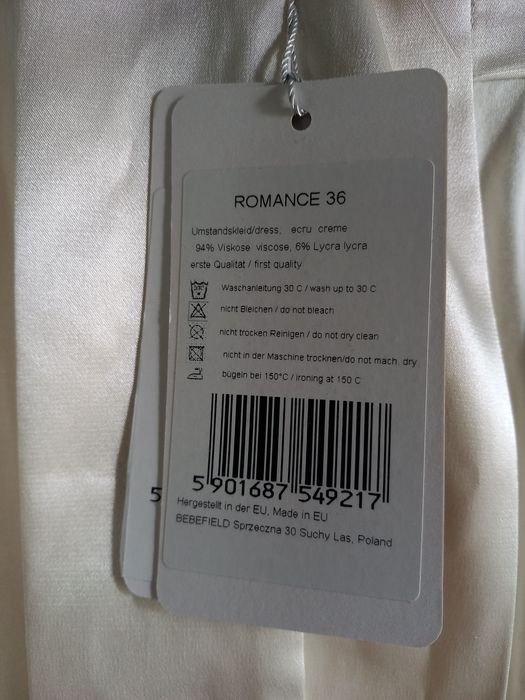 ROMANCE 36
Umstandskleid/dress, ecru creme
94% Viskose viscose, 6% Lycra lycra
erste Qualitat / first quality
Waschanleitung 30 C / wash up to 30 C
nicht Bleichen / do not bleach
nicht trocken Reinigen / do not dry clean
nicht in der Maschine trocknen/do not mach. dry
bügeln bei 150°C / ironing at 150 C
5 901687 549217
Hergestellt in der EU, Made in EU
BEBEFIELD Sprzeczna 30 Suchy Las, Poland
5